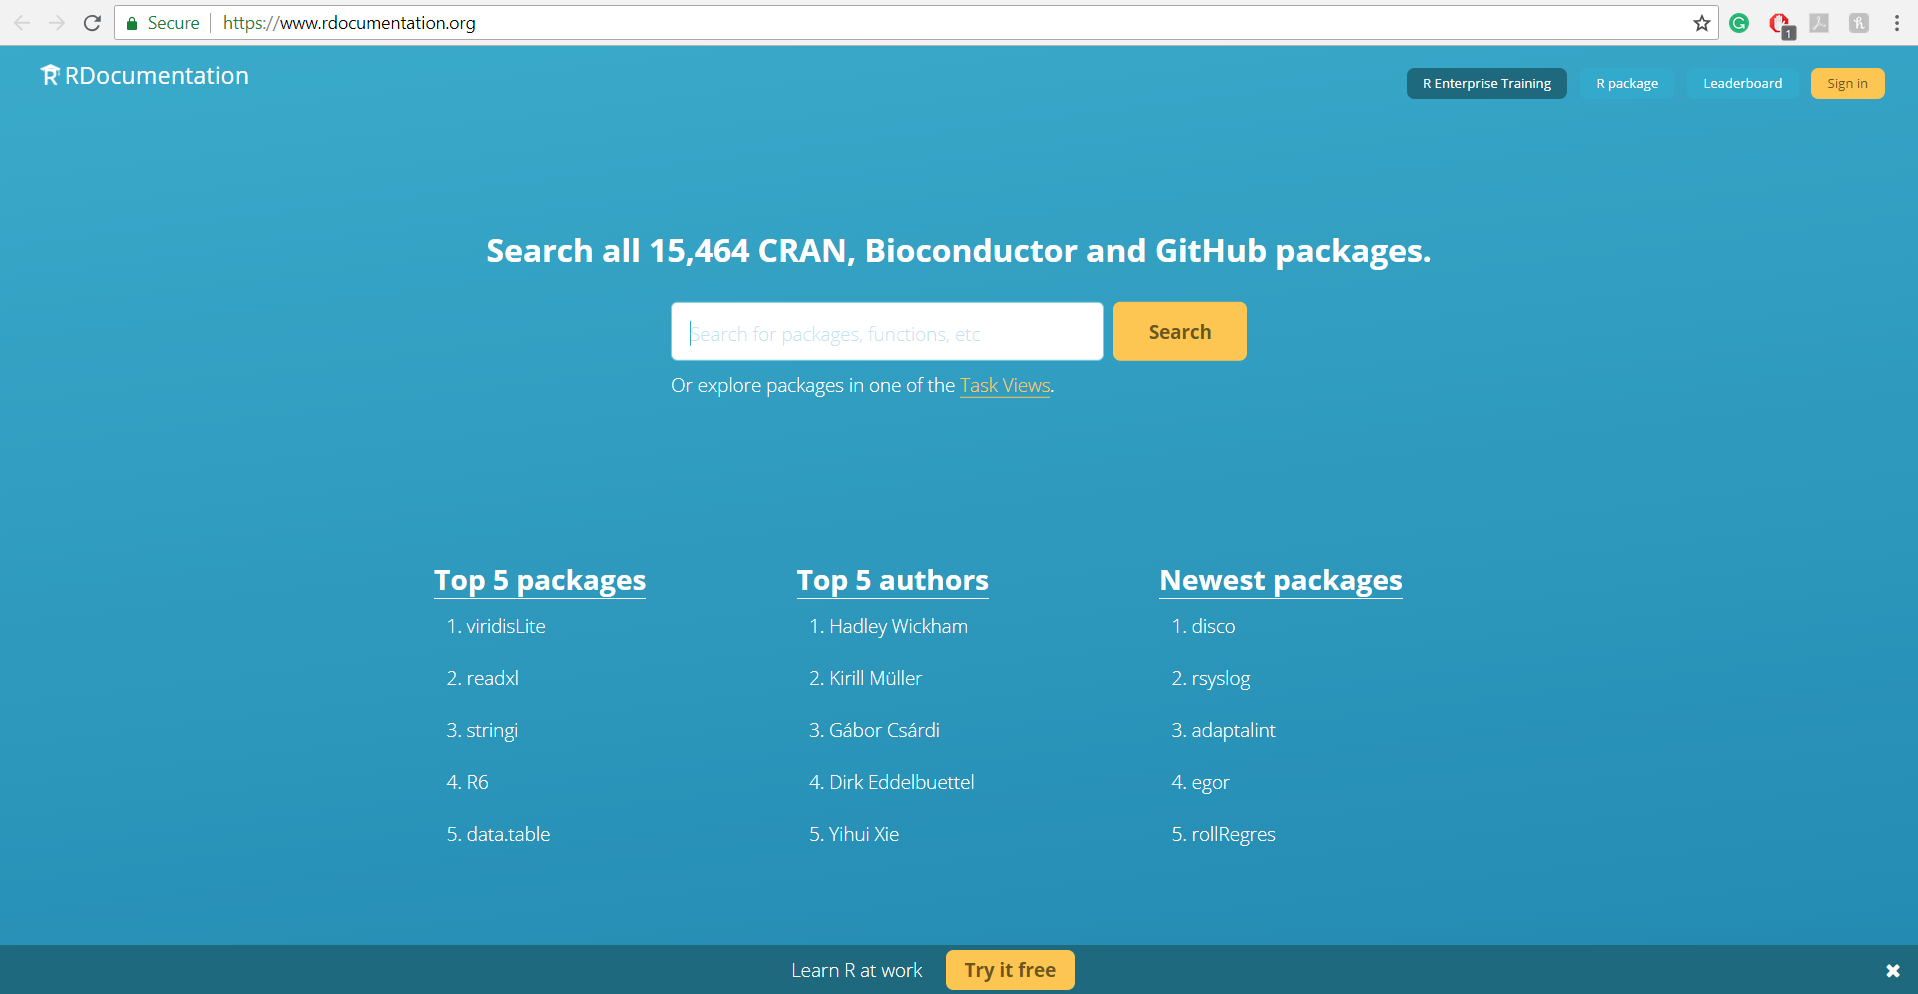 Secure https://www.rdocumentation.org
1
RDocumentation
R Enterprise Training R package Leaderboard Sign in
Search all 15,464 CRAN, Bioconductor and GitHub packages.
Search for packages, functions, etc Search
Or explore packages in one of the Task Views.
Top 5 packages
1. viridisLite
2. readxl
3. stringi
4. R6
5. data.table
Top 5 authors
1. Hadley Wickham
2. Kirill Müller
3. Gábor Csárdi
4. Dirk Eddelbuettel
5. Yihui Xie
Newest packages
1. disco
2. rsyslog
3. adaptalint
4. egor
5. rollRegres
Learn R at work Try it free